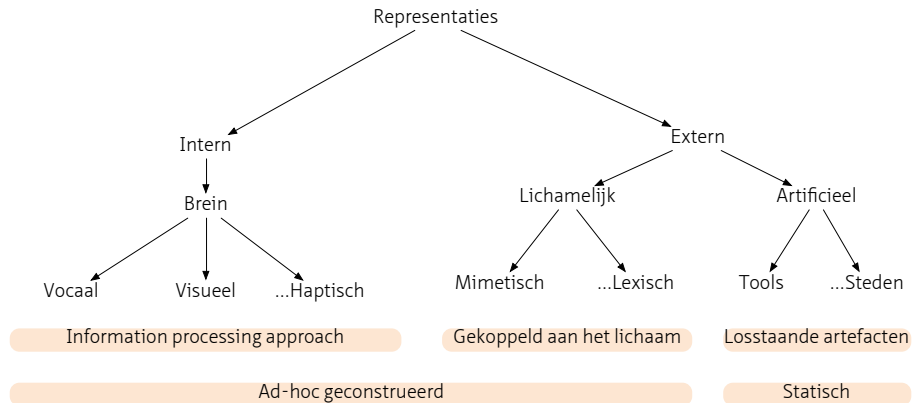 Representaties
Intern
Extern
Brein
Lichamelijk
Artificieel
Vocaal
Visueel
...Haptisch
Mimetisch
...Lexisch
Tools
...Steden
Information processing approach
Gekoppeld aan het lichaam
Losstaande artefacten
Ad-hoc geconstrueerd
Statisch